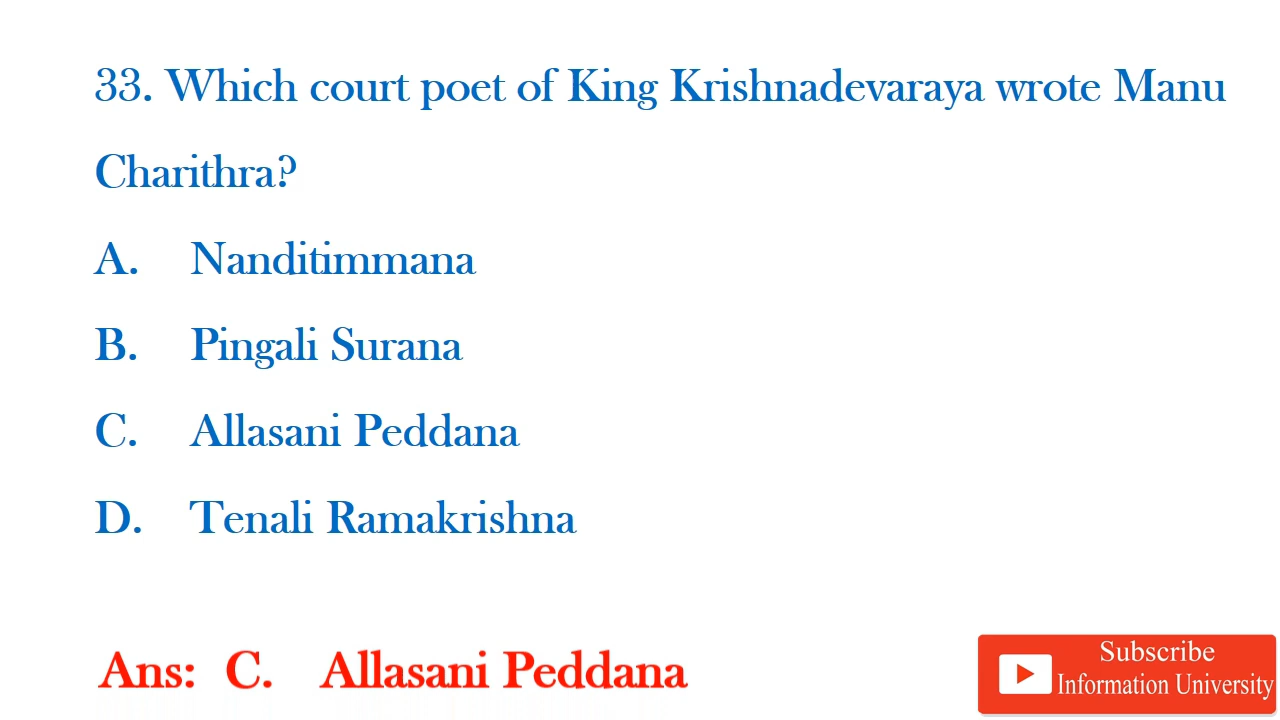 33. Which court poet of King Krishnadevaraya wrote Manu
Charithra?
A. Nanditimmana
B. Pingali Surana
C. Allasani Peddana
D. Tenali Ramakrishna
Ans: C. Allasani Peddana
Subscribe
Information University